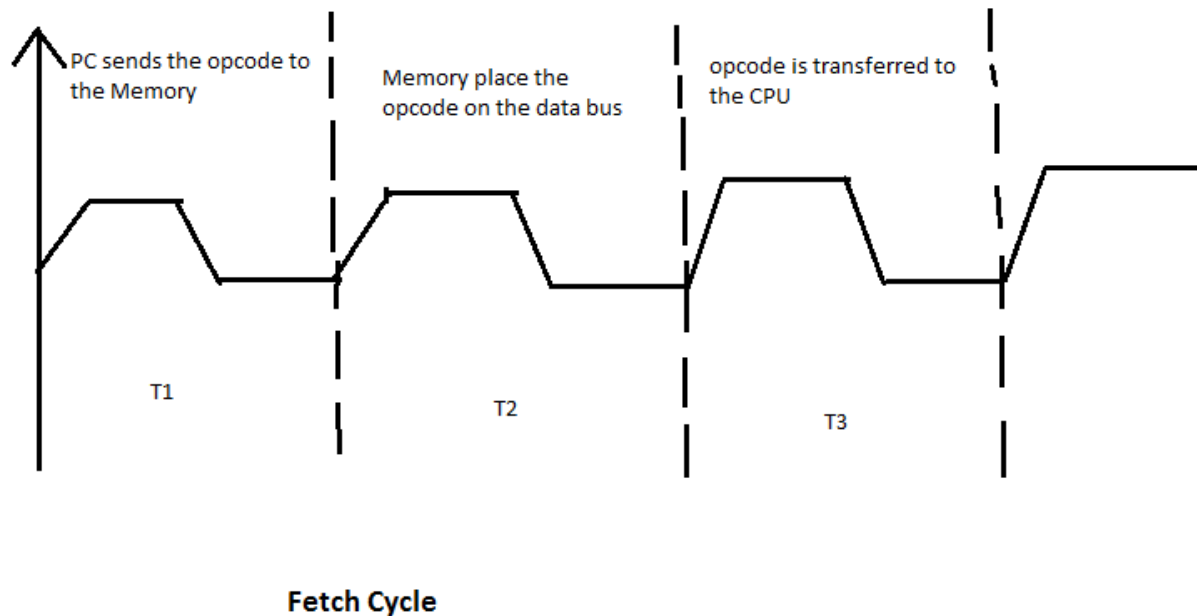 PC sends the opcode to
the Memory
Memory place the
opcode on the data bus
opcode is transferred to
the CPU
T1
T2
T3
Fetch Cycle